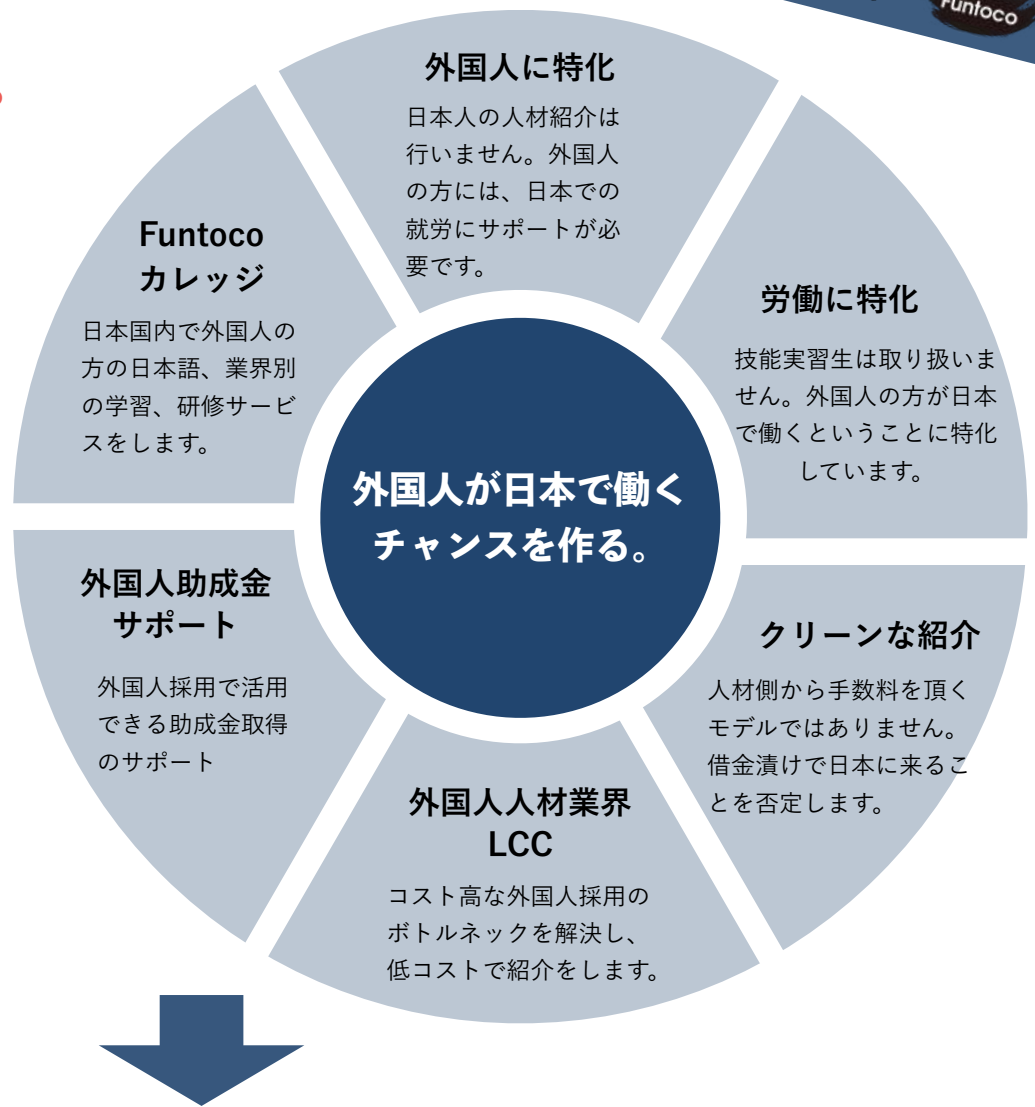 Funtoco
外国人に特化
日本人の人材紹介は
行いません。外国人
の方には、日本での
就労にサポートが必
要です。
労働に特化
技能実習生は取り扱いま
せん。外国人の方が日本
で働くということに特化
しています。
クリーンな紹介
人材側から手数料を頂く
モデルではありません。
借金漬けで日本に来るこ
とを否定します。
外国人人材業界
LCC
コスト高な外国人採用の
ボトルネックを解決し、
低コストで紹介をします。
外国人助成金
サポート
外国人採用で活用
できる助成金取得
のサポート
Funtoco
カレッジ
日本国内で外国人の
方の日本語、業界別
の学習、研修サービ
スをします。
外国人が日本で働く
チャンスを作る。